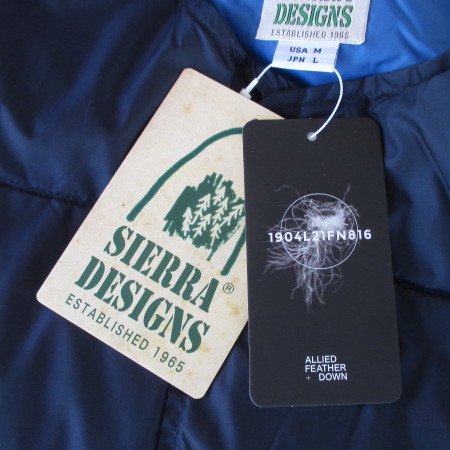 DESIGNS
ESTABLISHED 1965
USA M
JPN L
SIERRA
DESIGNS®
ESTABLISHED 1965
1904L21FN816
ALLIED
FEATHER
+ DOWN